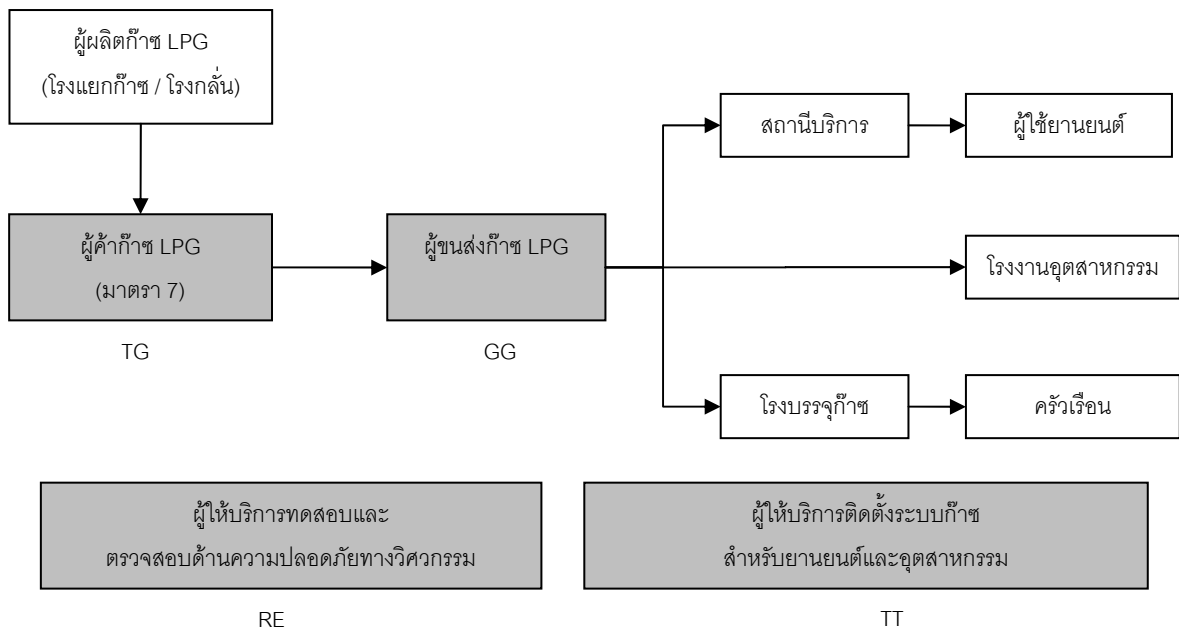 ผู้ผลิตก๊าซ LPG
(โรงแยกก๊าซ / โรงกลั่น)
สถานีบริการ
ผู้ใช้ยานยนต์
ผู้ค้าก๊าซ LPG
(มาตรา 7)
ผู้ขนส่งก๊าซ LPG
โรงงานอุตสาหกรรม
TG
GG
โรงบรรจุก๊าซ
ครัวเรือน
ผู้ให้บริการทดสอบและ
ตรวจสอบด้านความปลอดภัยทางวิศวกรรม
ผู้ให้บริการติดตั้งระบบก๊าซ
สำหรับยานยนต์และอุตสาหกรรม
RE
TT